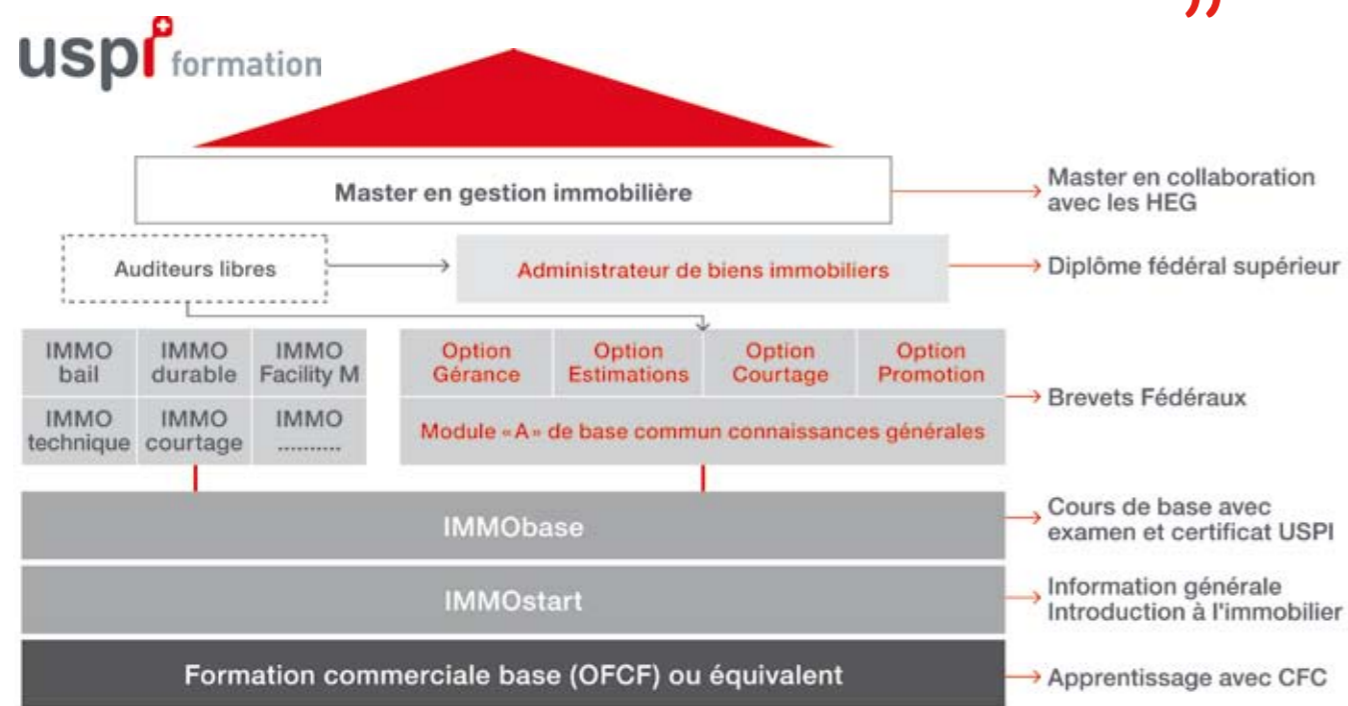 ”
uspi formation
Master en gestion immobilière
Master en collaboration
avec les HEG
Auditeurs libres
Administrateur de biens immobiliers
Diplôme fédéral supérieur
IMMO
bail
IMMO
durable
IMMO
Facility M
Option
Gérance
Option
Estimations
Option
Courtage
Option
Promotion
Brevets Fédéraux
IMMO
technique
IMMO
courtage
IMMO
..........
Module «A» de base commun connaissances générales
IMMObase
Cours de base avec
examen et certificat USPI
IMMOstart
Information générale
Introduction à l'immobilier
Formation commerciale base (OFCF) ou équivalent
Apprentissage avec CFC